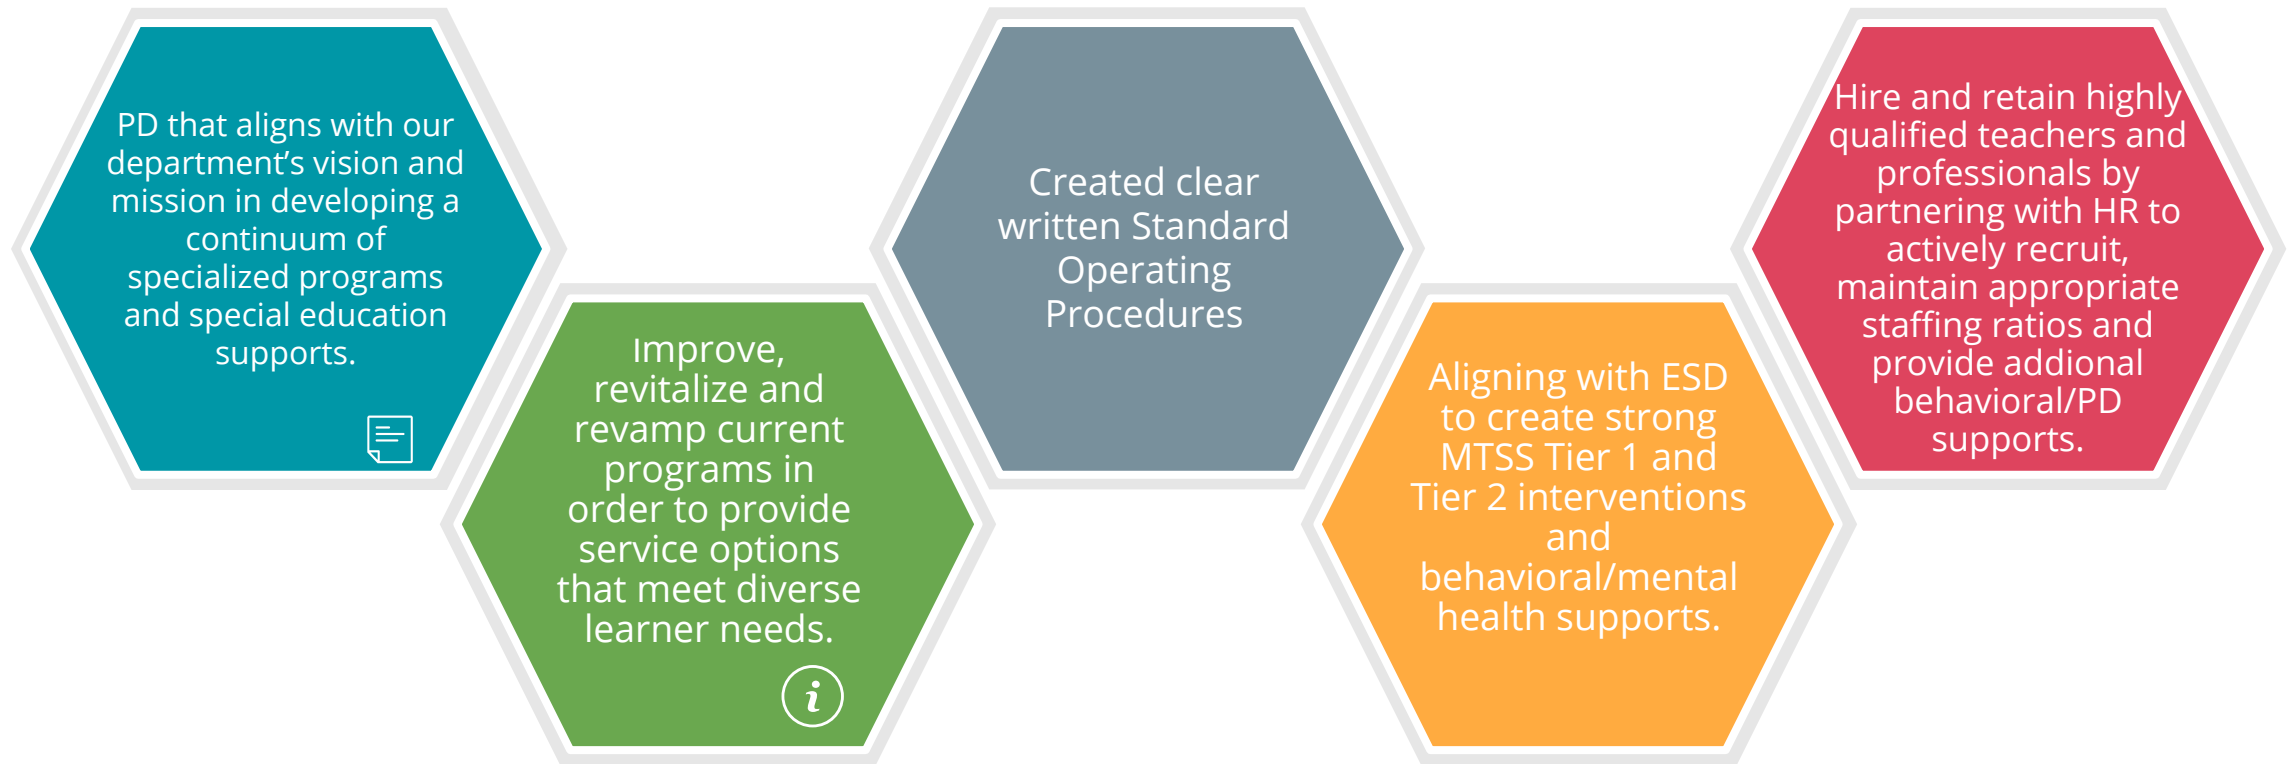 PD that aligns with our
department’s vision and
mission in developing a
continuum of
specialized programs
and special education
supports.
Improve,
revitalize and
revamp current
programs in
order to provide
service options
that meet diverse
learner needs.
i
Created clear
written Standard
Operating
Procedures
Aligning with ESD
to create strong
MTSS Tier 1 and
Tier 2 interventions
and
behavioral/mental
health supports.
Hire and retain highly
qualified teachers and
professionals by
partnering with HR to
actively recruit,
maintain appropriate
staffing ratios and
provide addional
behavioral/PD
supports.